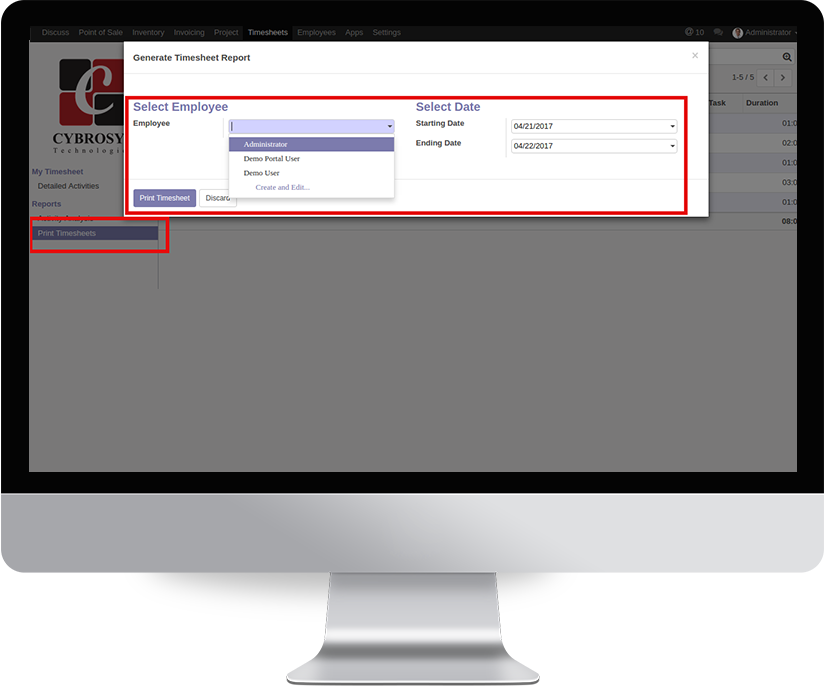 Discuss Point of Sale Inventory Invoicing Project Timesheets Employees Apps Settings @ 10 Administrator
Generate Timesheet Report ×
1-5 / 5
Select Employee Select Date
Task Duration
Employee Starting Date 04/21/2017
01:0
Ending Date 04/22/2017
02:0
CYBROSY
Technologi
Administrator
Demo Portal User
01:0
My Timesheet
Demo User
Detailed Activities
Create and Edit...
03:0
Print Timesheet Discard
01:0
Reports
Activity Analysis
08:0
Print Timesheets